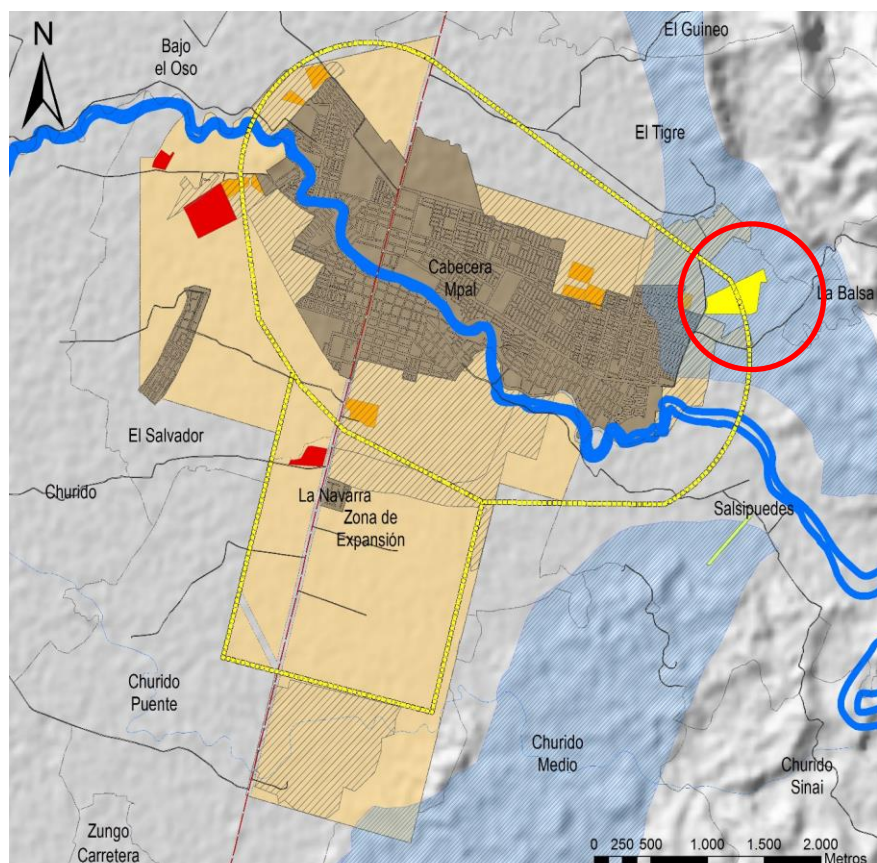 N
Bajo
el Oso
El Guineo
El Tigre
Cabecera
Mpal
La Balsa
El Salvador
Churido
La Navarra
Zona de
Expansión
Salsipuedes
Churido
Puente
Churido
Medio
Churido
Sinai
Zungo
Carretera
0 250 500 1.000 1.500 2.000
Metros